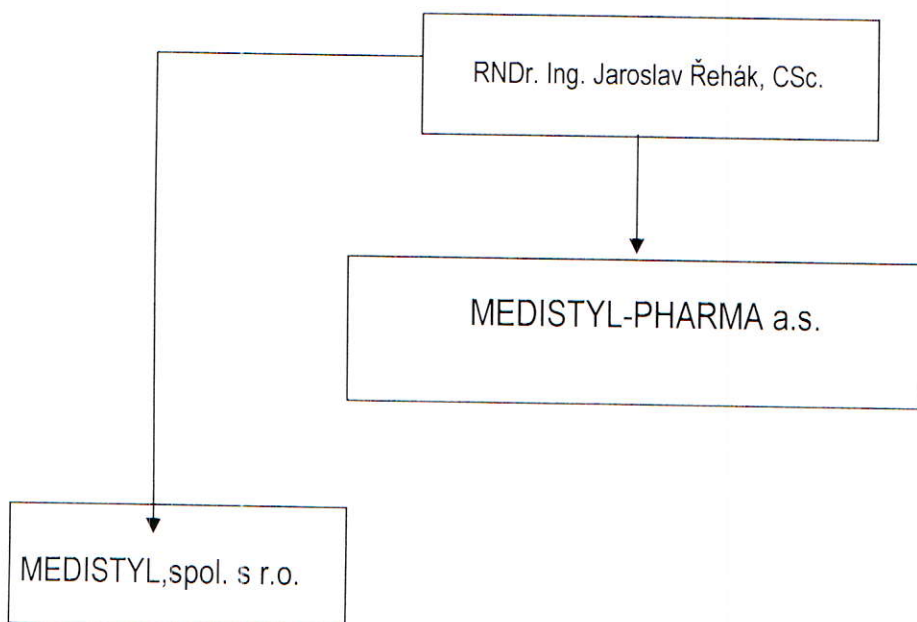 RNDr. Ing. Jaroslav Řehák, CSc.
MEDISTYL-PHARMA a.s.
MEDISTYL,spol. s r.o.